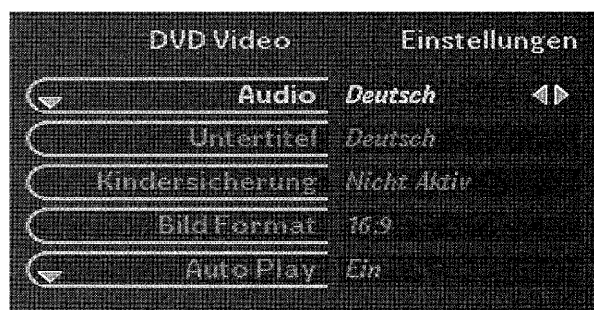 DVD Video Einstellungen
Audio Deutsch
Untertitel Deutsch
Kindersicherung Nicht Aktiv
Bild Format 16:9
Auto Play Ein